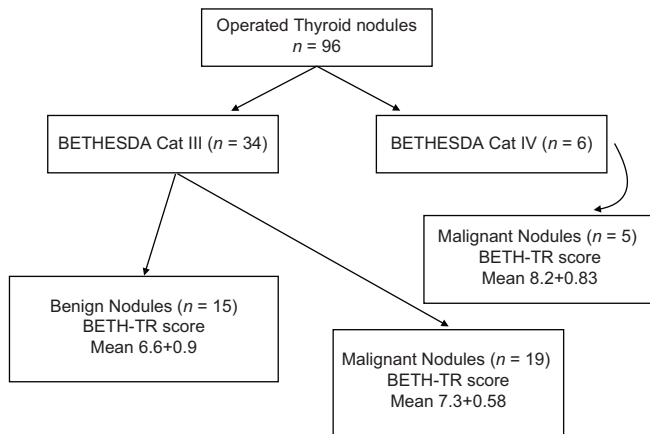 Operated Thyroid nodules
n = 96
BETHESDA Cat III (n = 34)
BETHESDA Cat IV (n = 6)
Malignant Nodules (n = 5)
BETH-TR score
Mean 8.2+0.83
Benign Nodules (n = 15)
BETH-TR score
Mean 6.6+0.9
Malignant Nodules (n = 19)
BETH-TR score
Mean 7.3+0.58